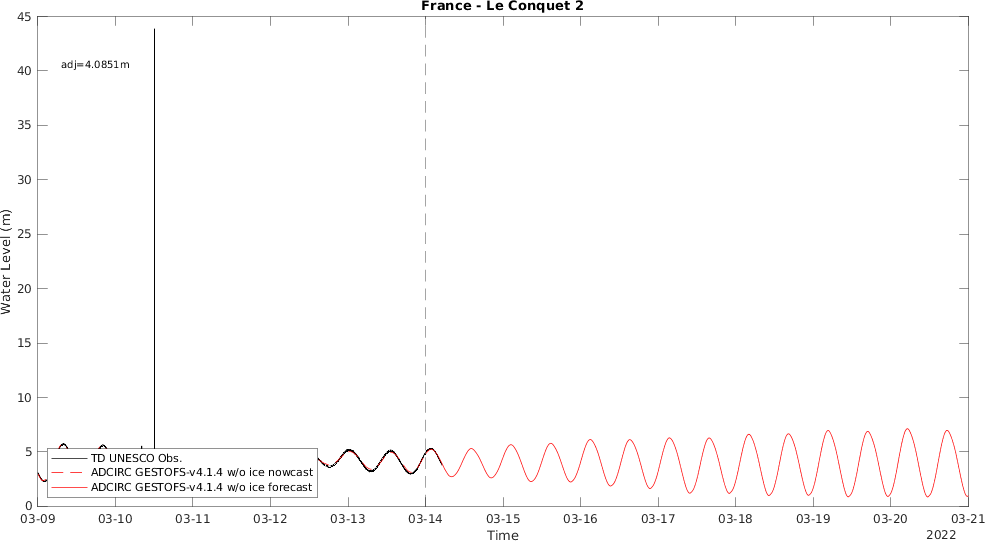 France - Le Conquet 2
adj=4.0851m
45
40
35
30
25
20
15
10
5
0
Water Level (m)
TD UNESCO Obs.
ADCIRC GESTOFS-v4.1.4 w/o ice nowcast
ADCIRC GESTOFS-v4.1.4 w/o ice forecast
03-09 03-10 03-11 03-12 03-13 03-14 03-15 03-16 03-17 03-18 03-19 03-20 03-21
Time
2022